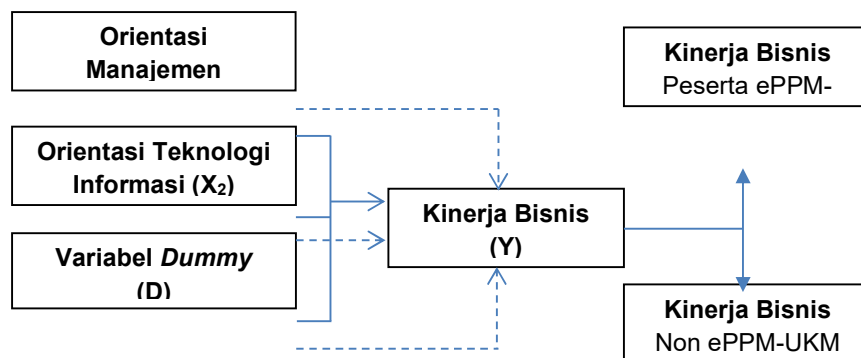 Orientasi
Manajemen
Orientasi Teknologi
Informasi (X₂)
Variabel Dummy
(D)
Kinerja Bisnis
(Y)
Kinerja Bisnis
Peserta ePPM-
Kinerja Bisnis
Non ePPM-UKM